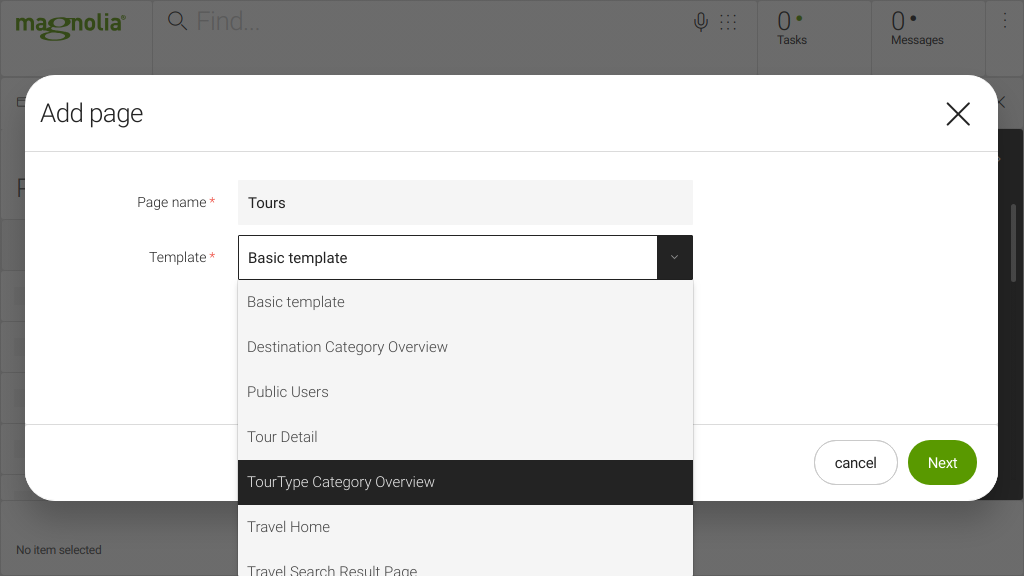 magnolia®
Find...
0
Tasks
0
Messages
Add page
Page name *
Tours
Template *
Basic template
Basic template
Destination Category Overview
Public Users
Tour Detail
TourType Category Overview
Travel Home
Travel Search Result Page
cancel
Next
No item selected